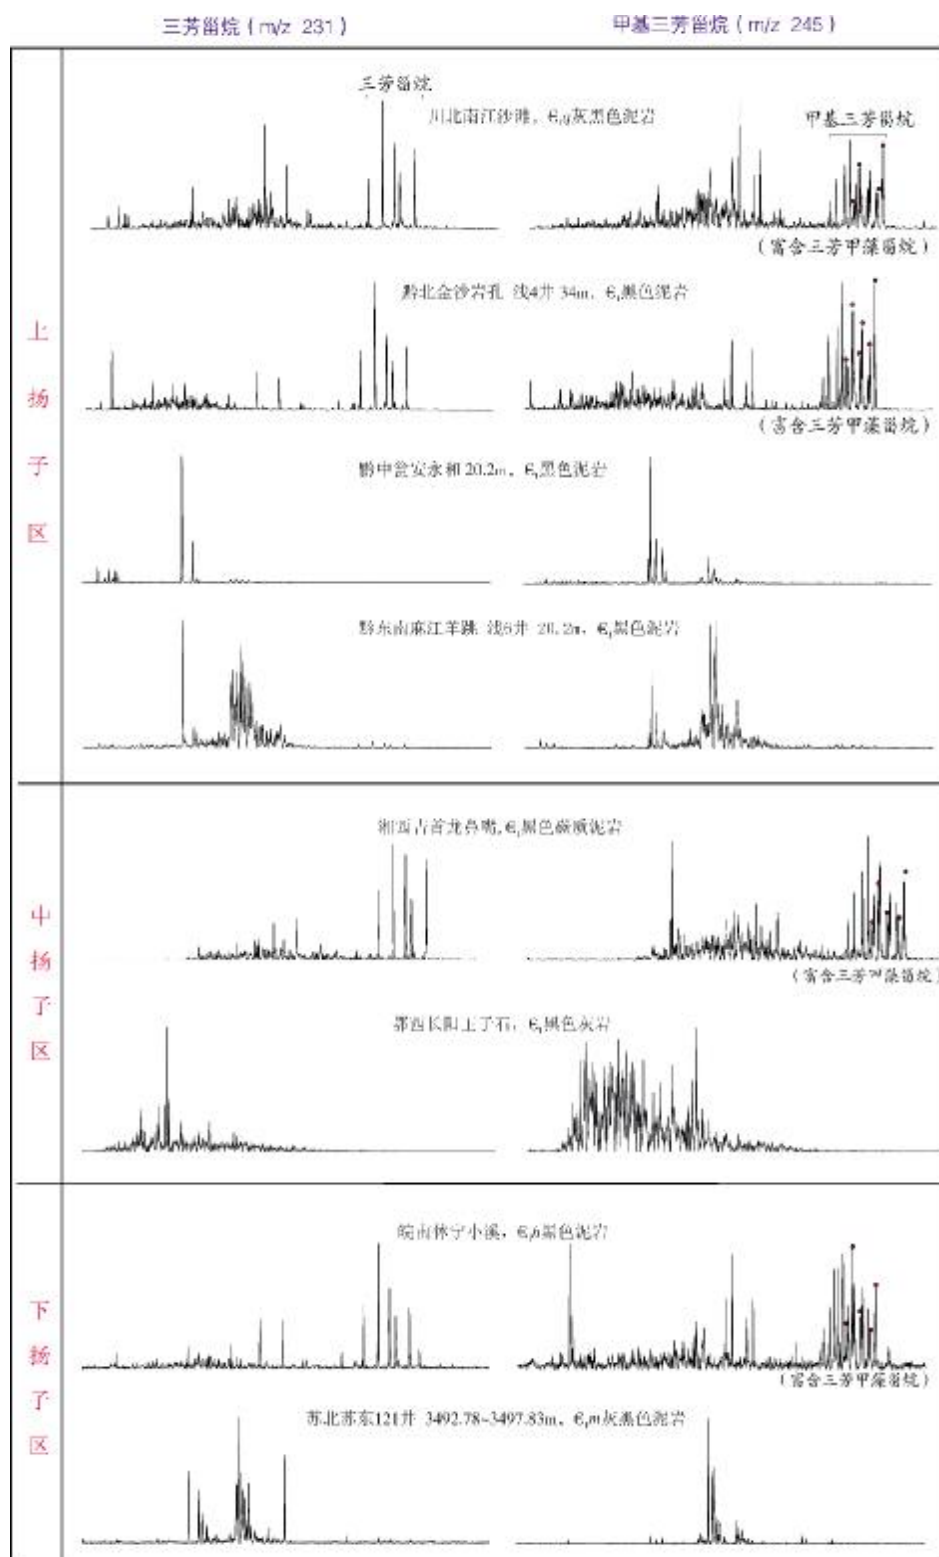 三芳甾烷（m/z 231）
甲基三芳甾烷（m/z 245）
上扬子区
三芳甾烷
川北南江沙滩，Є₁q灰黑色泥岩
甲基三芳甾烷
（富含三芳甲藻甾烷）
黔北金沙岩孔 浅4井 34m，Є₁黑色泥岩
（富含三芳甲藻甾烷）
黔中瓮安永和 20.2m，Є₁黑色泥岩
黔东南麻江羊跳 浅6井 20.2m，Є₁黑色泥岩
中扬子区
湘西吉首龙鼻嘴,Є₁黑色碳质泥岩
（富含三芳甲藻甾烷）
鄂西长阳王子石，Є₁黑色灰岩
下扬子区
皖南休宁小溪，Є₁h黑色泥岩
（富含三芳甲藻甾烷）
苏北苏东121井 3492.78~3497.83m，Є₁m灰黑色泥岩